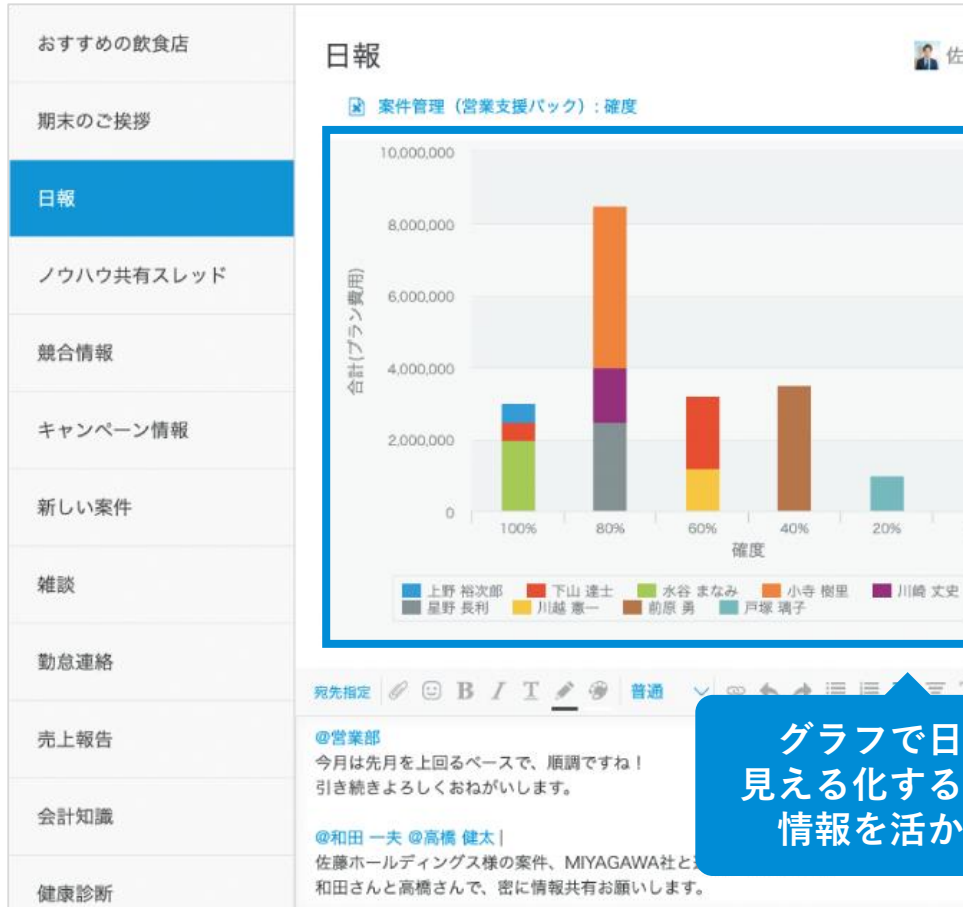 おすすめの飲食店
期末のご挨拶
日報
ノウハウ共有スレッド
競合情報
キャンペーン情報
新しい案件
雑談
勤怠連絡
売上報告
会計知識
健康診断
日報
佐
案件管理（営業支援パック）: 確度
10,000,000
8,000,000
6,000,000
4,000,000
2,000,000
0
合計(プラン費用)
100% 80% 60% 40% 20%
確度
上野 裕次郎 下山 達士 水谷 まなみ 小寺 樹里 川崎 丈史
星野 長利 川越 憲一 前原 勇 戸塚 璃子
宛先指定 B I T 普通
@営業部
今月は先月を上回るペースで、順調ですね！
引き続きよろしくおねがいします。
@和田 一夫 @高橋 健太
佐藤ホールディングス様の案件、MIYAGAWA社と
和田さんと高橋さんで、密に情報共有お願いします。
グラフで日
見える化する
情報を活か